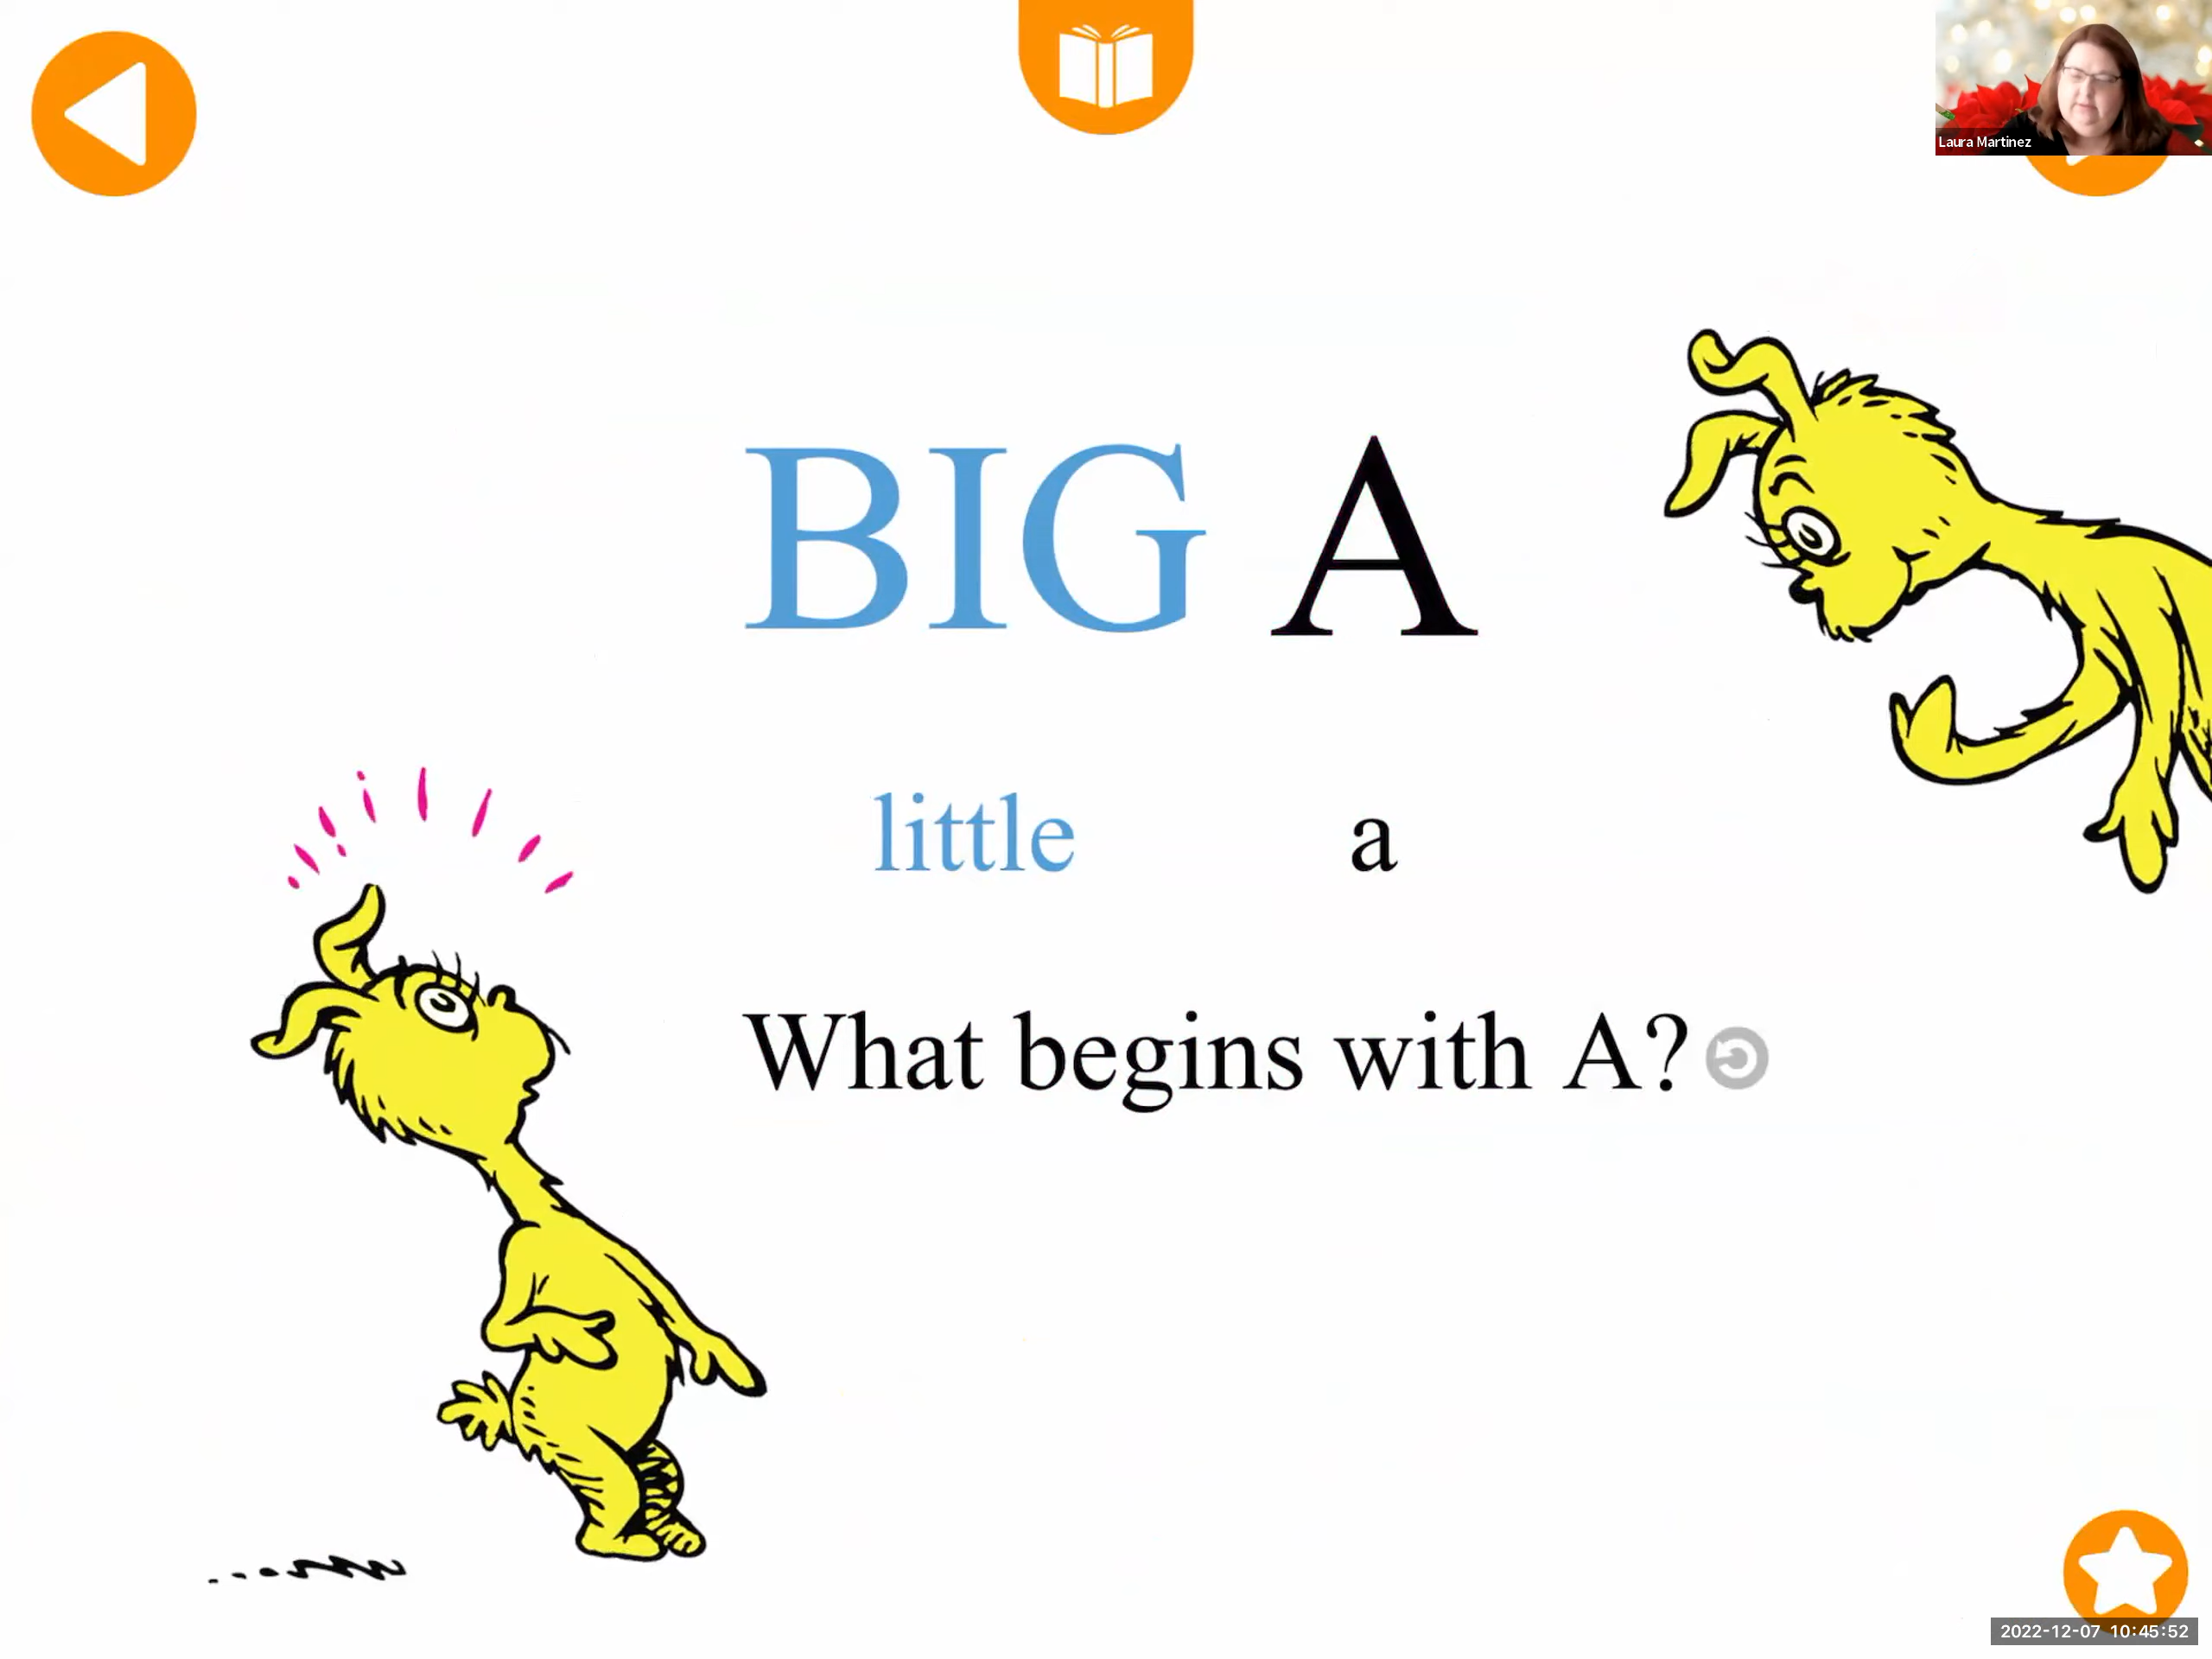 Laura Martinez
BIG A
little a
What begins with A?
2022-12-07 10:45:52